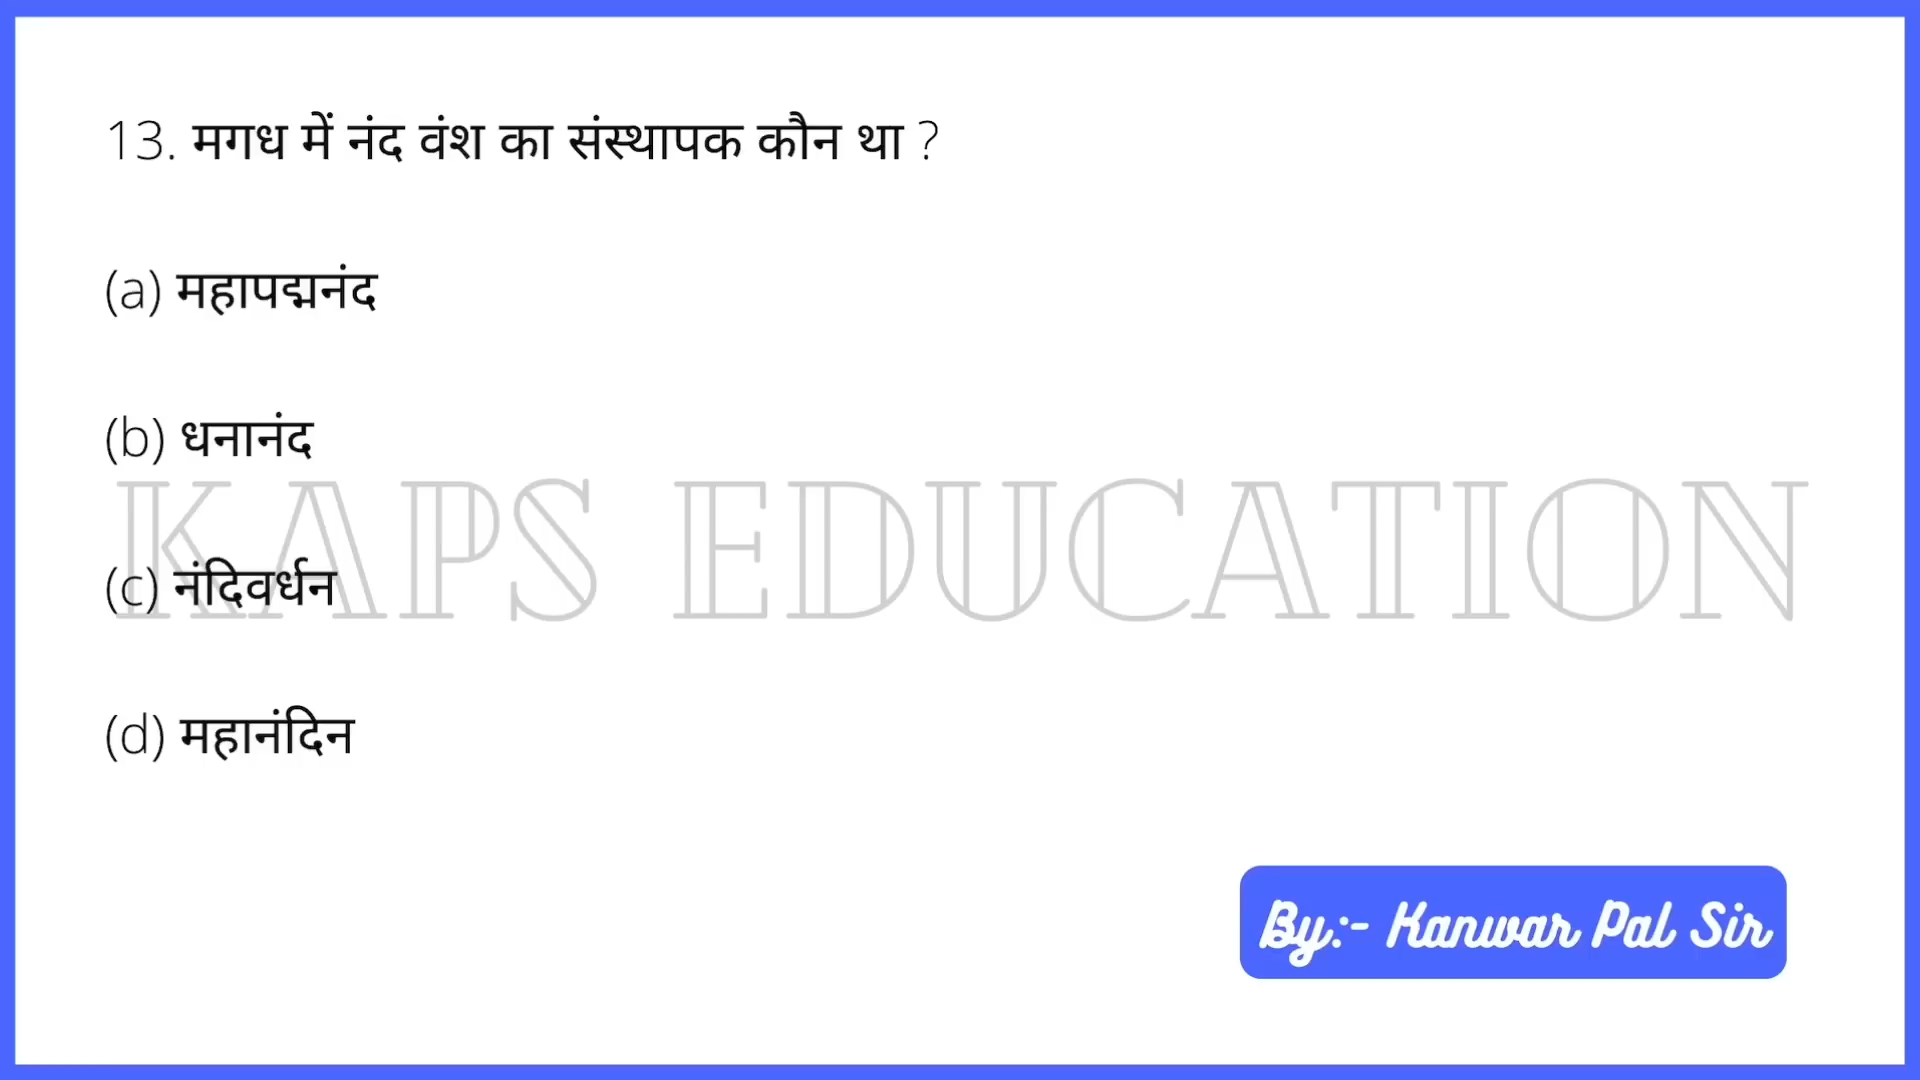 13. मगध में नंद वंश का संस्थापक कौन था ?
(a) महापद्मनंद
(b) धनानंद
KAPS EDUCATION
(c) नंदिवर्धन
(d) महानंदिन
By:- Kanwar Pal Sir